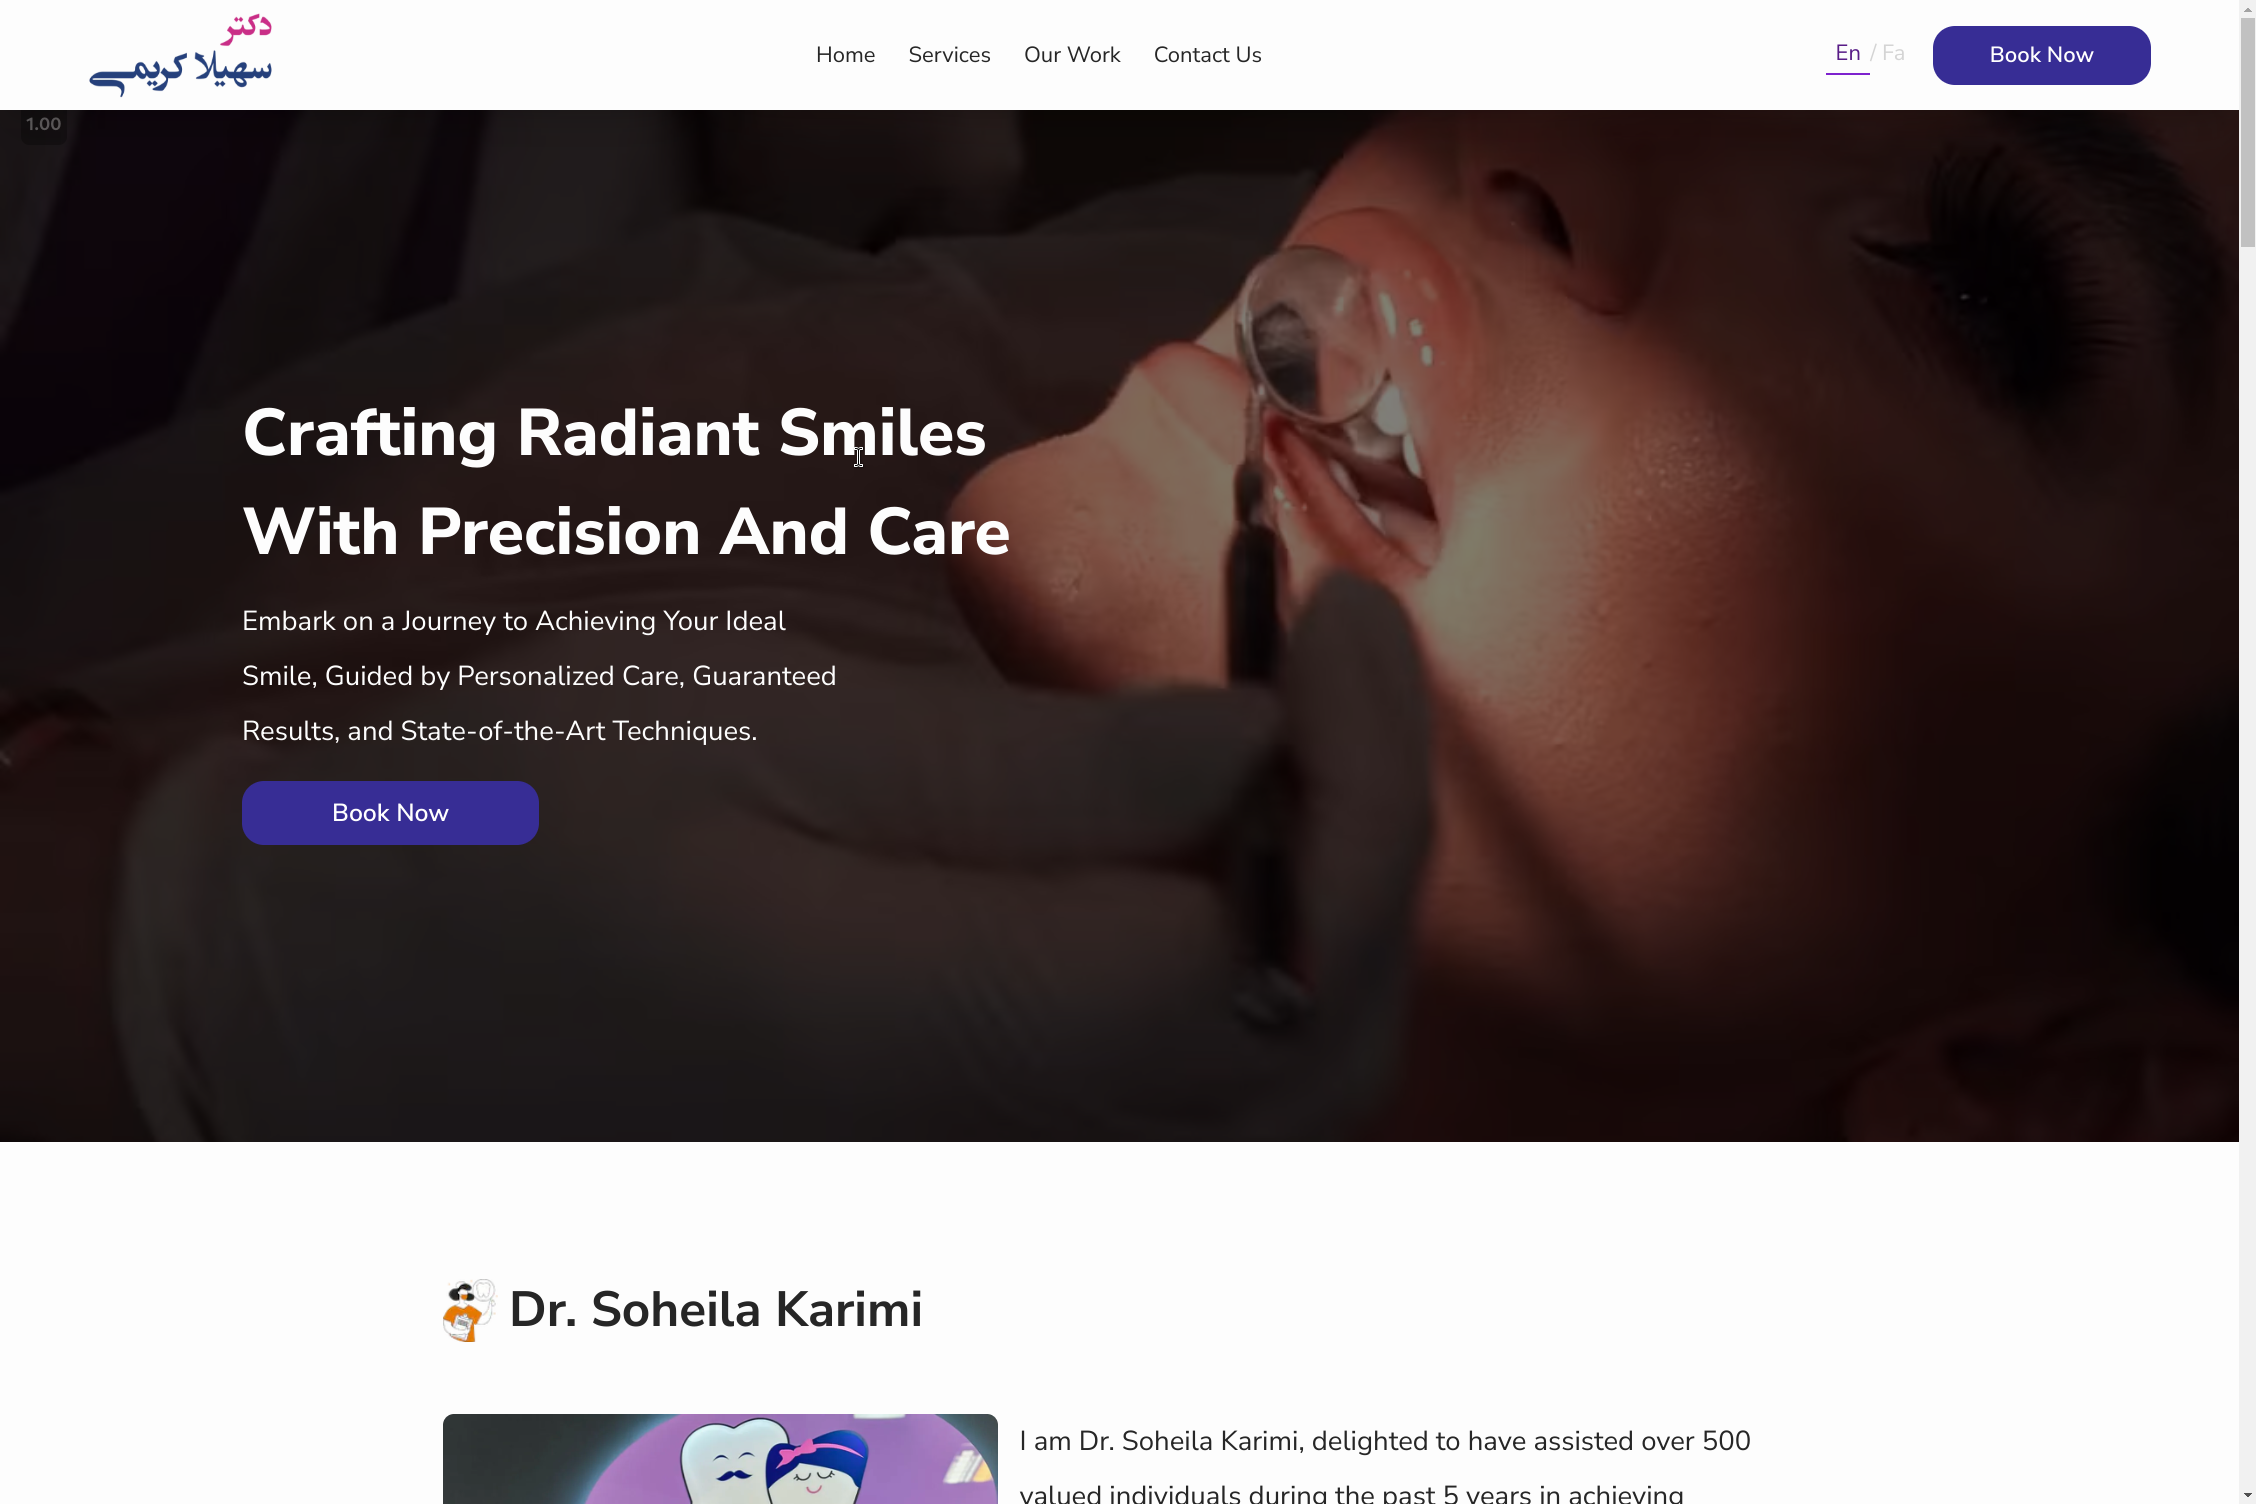 دکتر
سهیلا کریمی
Home
Services
Our Work
Contact Us
En / Fa
Book Now
1.00
Crafting Radiant Smiles
With Precision And Care
Embark on a Journey to Achieving Your Ideal
Smile, Guided by Personalized Care, Guaranteed
Results, and State-of-the-Art Techniques.
Book Now
Dr. Soheila Karimi
I am Dr. Soheila Karimi, delighted to have assisted over 500
valued individuals during the past 5 years in achieving